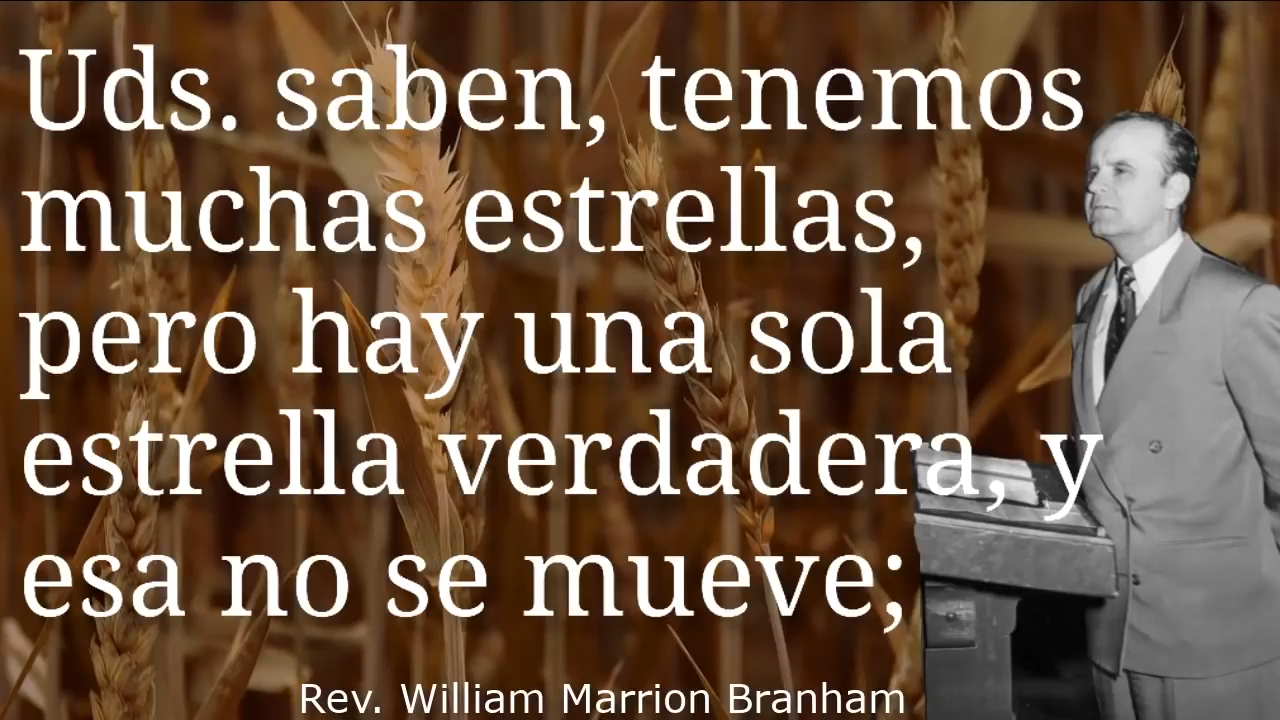 Uds. saben, tenemos
muchas estrellas,
pero hay una sola
estrella verdadera, y
esa no se mueve;
Rev. William Marrion Branham